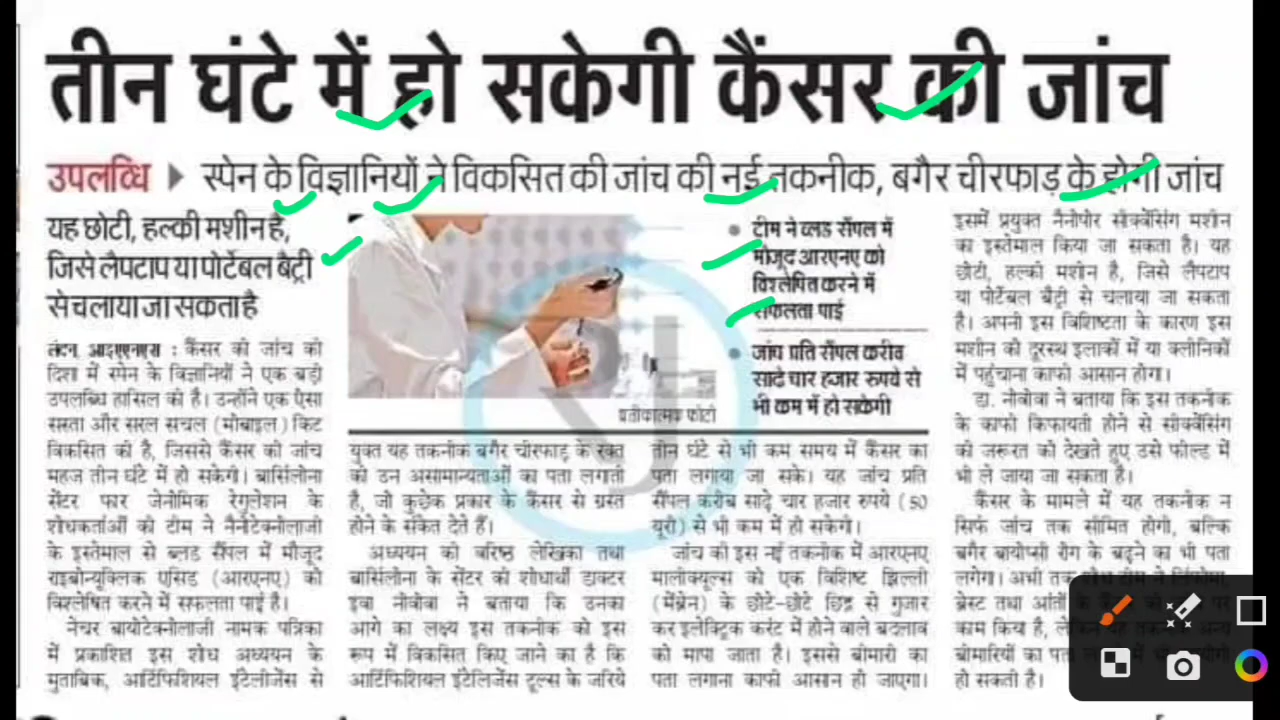 तीन घंटे में हो सकेगी कैंसर की जांच
उपलब्धि
स्पेन के विज्ञानियों ने विकसित की जांच की नई तकनीक, बगैर चीरफाड़ के होगी जांच
यह छोटी, हल्की मशीन है,
जिसे लैपटाप या पोर्टेबल बैट्री
से चलाया जा सकता है
लंदन, आइएएनएस : कैंसर की जांच की
दिशा में स्पेन के विज्ञानियों ने एक बड़ी
उपलब्धि हासिल की है। उन्होंने एक ऐसा
सस्ता और सरल सचल (मोबाइल) किट
विकसित की है, जिससे कैंसर की जांच
महज तीन घंटे में हो सकेगी। बार्सिलोना
सेंटर फार जेनोमिक रेगुलेशन के
शोधकर्ताओं की टीम ने नैनोटेक्नोलाजी
के इस्तेमाल से ब्लड सैंपल में मौजूद
राइबोन्यूक्लिक एसिड (आरएनए) को
विश्लेषित करने में सफलता पाई है।
नेचर बायोटेक्नोलाजी नामक पत्रिका
में प्रकाशित इस शोध अध्ययन के
मुताबिक, आर्टिफिशियल इंटेलीजेंस से
प्रतीकात्मक फोटो
युक्त यह तकनीक बगैर चीरफाड़ के रक्त
की उन असामान्यताओं का पता लगाती
है, जो कुछेक प्रकार के कैंसर से ग्रस्त
होने के संकेत देते हैं।
अध्ययन की वरिष्ठ लेखिका तथा
बार्सिलोना के सेंटर की शोधार्थी डाक्टर
इवा नोवोवा ने बताया कि उनका
आगे का लक्ष्य इस तकनीक को इस
रूप में विकसित किए जाने का है कि
आर्टिफिशियल इंटेलिजेंस टूल्स के जरिये
टीम ने ब्लड सैंपल में
मौजूद आरएनए को
विश्लेषित करने में
सफलता पाई
जांच प्रति सैंपल करीब
साढ़े चार हजार रुपये से
भी कम में हो सकेगी
तीन घंटे से भी कम समय में कैंसर का
पता लगाया जा सके। यह जांच प्रति
सैंपल करीब साढ़े चार हजार रुपये (50
यूरो) से भी कम में हो सकेगी।
जांच की इस नई तकनीक में आरएनए
मालीक्यूल्स को एक विशिष्ट झिल्ली
(मेंब्रेन) के छोटे-छोटे छिद्र से गुजार
कर इलेक्ट्रिक करंट में होने वाले बदलाव
को मापा जाता है। इससे बीमारी का
पता लगाना काफी आसान हो जाएगा।
इसमें प्रयुक्त नैनोपोर सीक्वेंसिंग मशीन
का इस्तेमाल किया जा सकता है। यह
छोटी, हल्की मशीन है, जिसे लैपटाप
या पोर्टेबल बैट्री से चलाया जा सकता
है। अपनी इस विशिष्टता के कारण इस
मशीन को दूरस्थ इलाकों में या क्लीनिकों
में पहुंचाना काफी आसान होगा।
डा. नोवोवा ने बताया कि इस तकनीक
के काफी किफायती होने से सीक्वेंसिंग
की जरूरत को देखते हुए उसे फील्ड में
भी ले जाया जा सकता है।
कैंसर के मामले में यह तकनीक न
सिर्फ जांच तक सीमित होगी, बल्कि
बगैर बायोप्सी रोग के बढ़ने का भी पता
लगेगा। अभी तक शोध टीम ने
ब्रेस्ट तथा आंतों के
काम किया है,
बीमारियों का पता
हो सकती है।